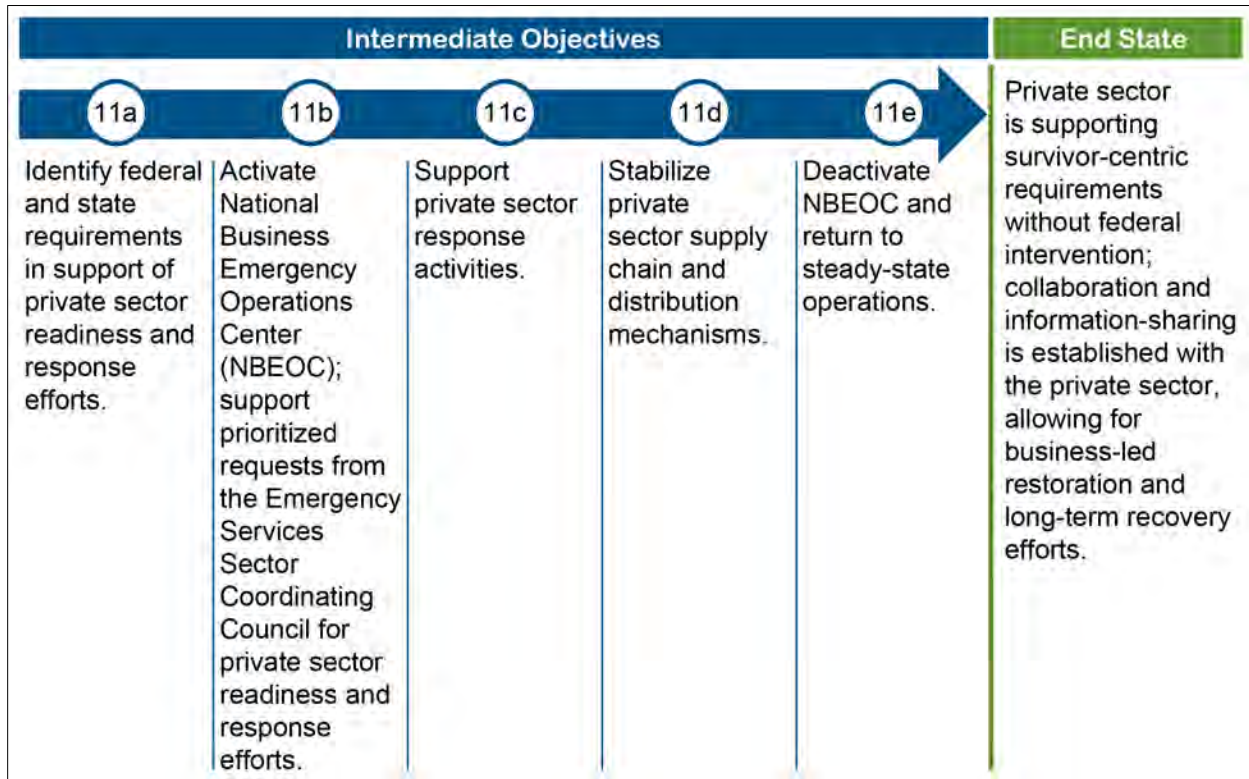 Intermediate Objectives
End State
11a
11b
11c
11d
11e
Identify federal
and state
requirements
in support of
private sector
readiness and
response
efforts.
Activate
National
Business
Emergency
Operations
Center
(NBEOC);
support
prioritized
requests from
the Emergency
Services
Sector
Coordinating
Council for
private sector
readiness and
response
efforts.
Support
private sector
response
activities.
Stabilize
private
sector supply
chain and
distribution
mechanisms.
Deactivate
NBEOC and
return to
steady-state
operations.
Private sector
is supporting
survivor-centric
requirements
without federal
intervention;
collaboration and
information-sharing
is established with
the private sector,
allowing for
business-led
restoration and
long-term recovery
efforts.